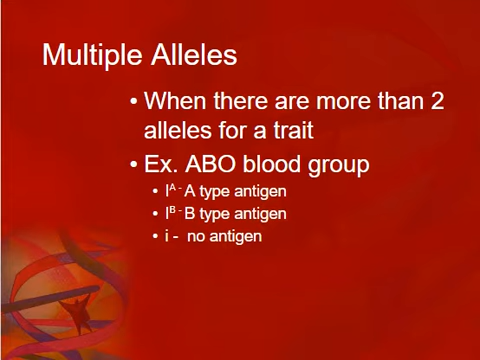 Multiple Alleles
• When there are more than 2
alleles for a trait
• Ex. ABO blood group
• Iᴬ - A type antigen
• Iᴮ - B type antigen
• i - no antigen